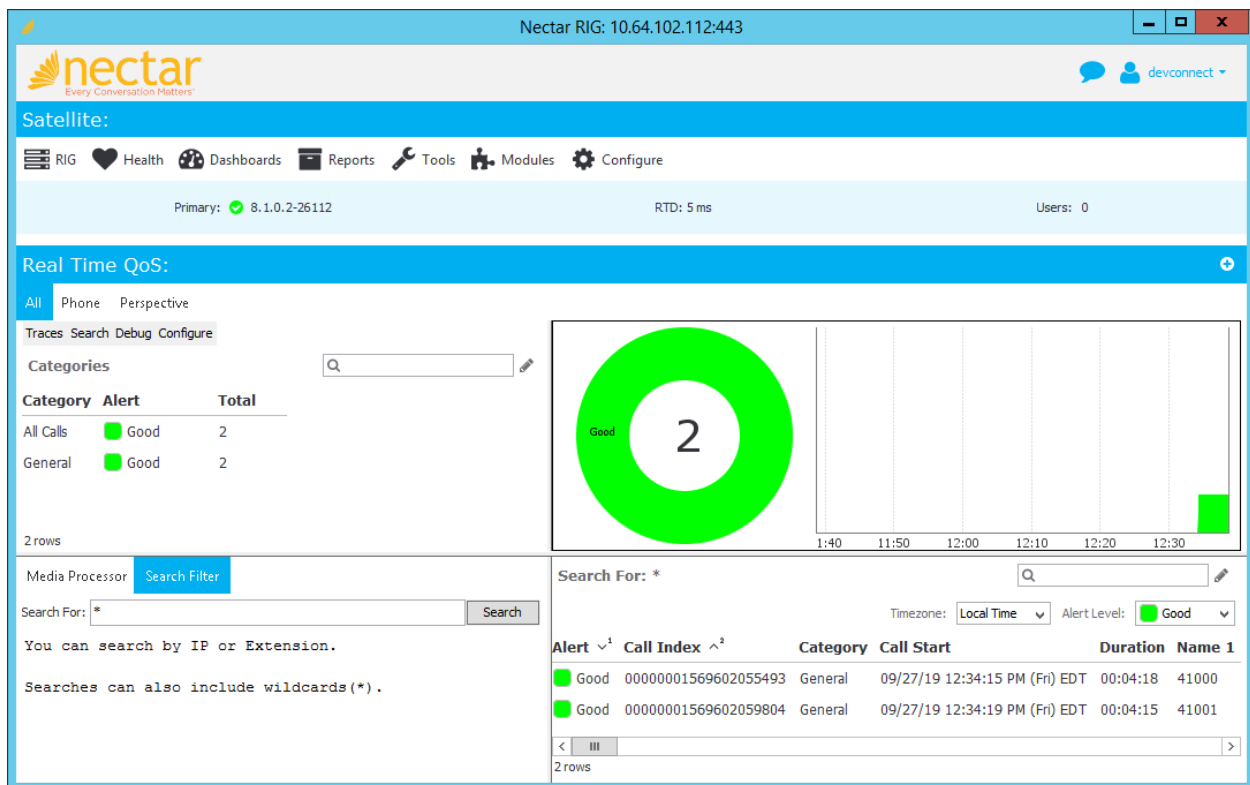 Nectar RIG: 10.64.102.112:443
nectar
Every Conversation Matters®
devconnect
Satellite:
RIG Health Dashboards Reports Tools Modules Configure
Primary: 8.1.0.2-26112 RTD: 5 ms Users: 0
Real Time QoS:
All Phone Perspective
Traces Search Debug Configure
Categories
Category Alert Total
All Calls Good 2
General Good 2
2 rows
Good
2
1:40 11:50 12:00 12:10 12:20 12:30
Media Processor Search Filter
Search For: * Search
You can search by IP or Extension.
Searches can also include wildcards(*).
Search For: *
Timezone: Local Time Alert Level: Good
Alert 1 Call Index 2 Category Call Start Duration Name 1
Good 00000001569602055493 General 09/27/19 12:34:15 PM (Fri) EDT 00:04:18 41000
Good 00000001569602059804 General 09/27/19 12:34:19 PM (Fri) EDT 00:04:15 41001
2 rows